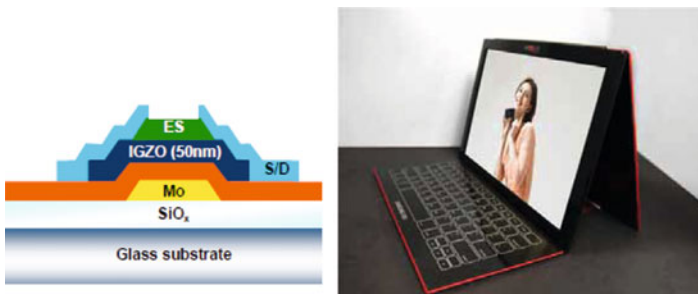 ES
IGZO (50nm)
S/D
Mo
SiOₓ
Glass substrate